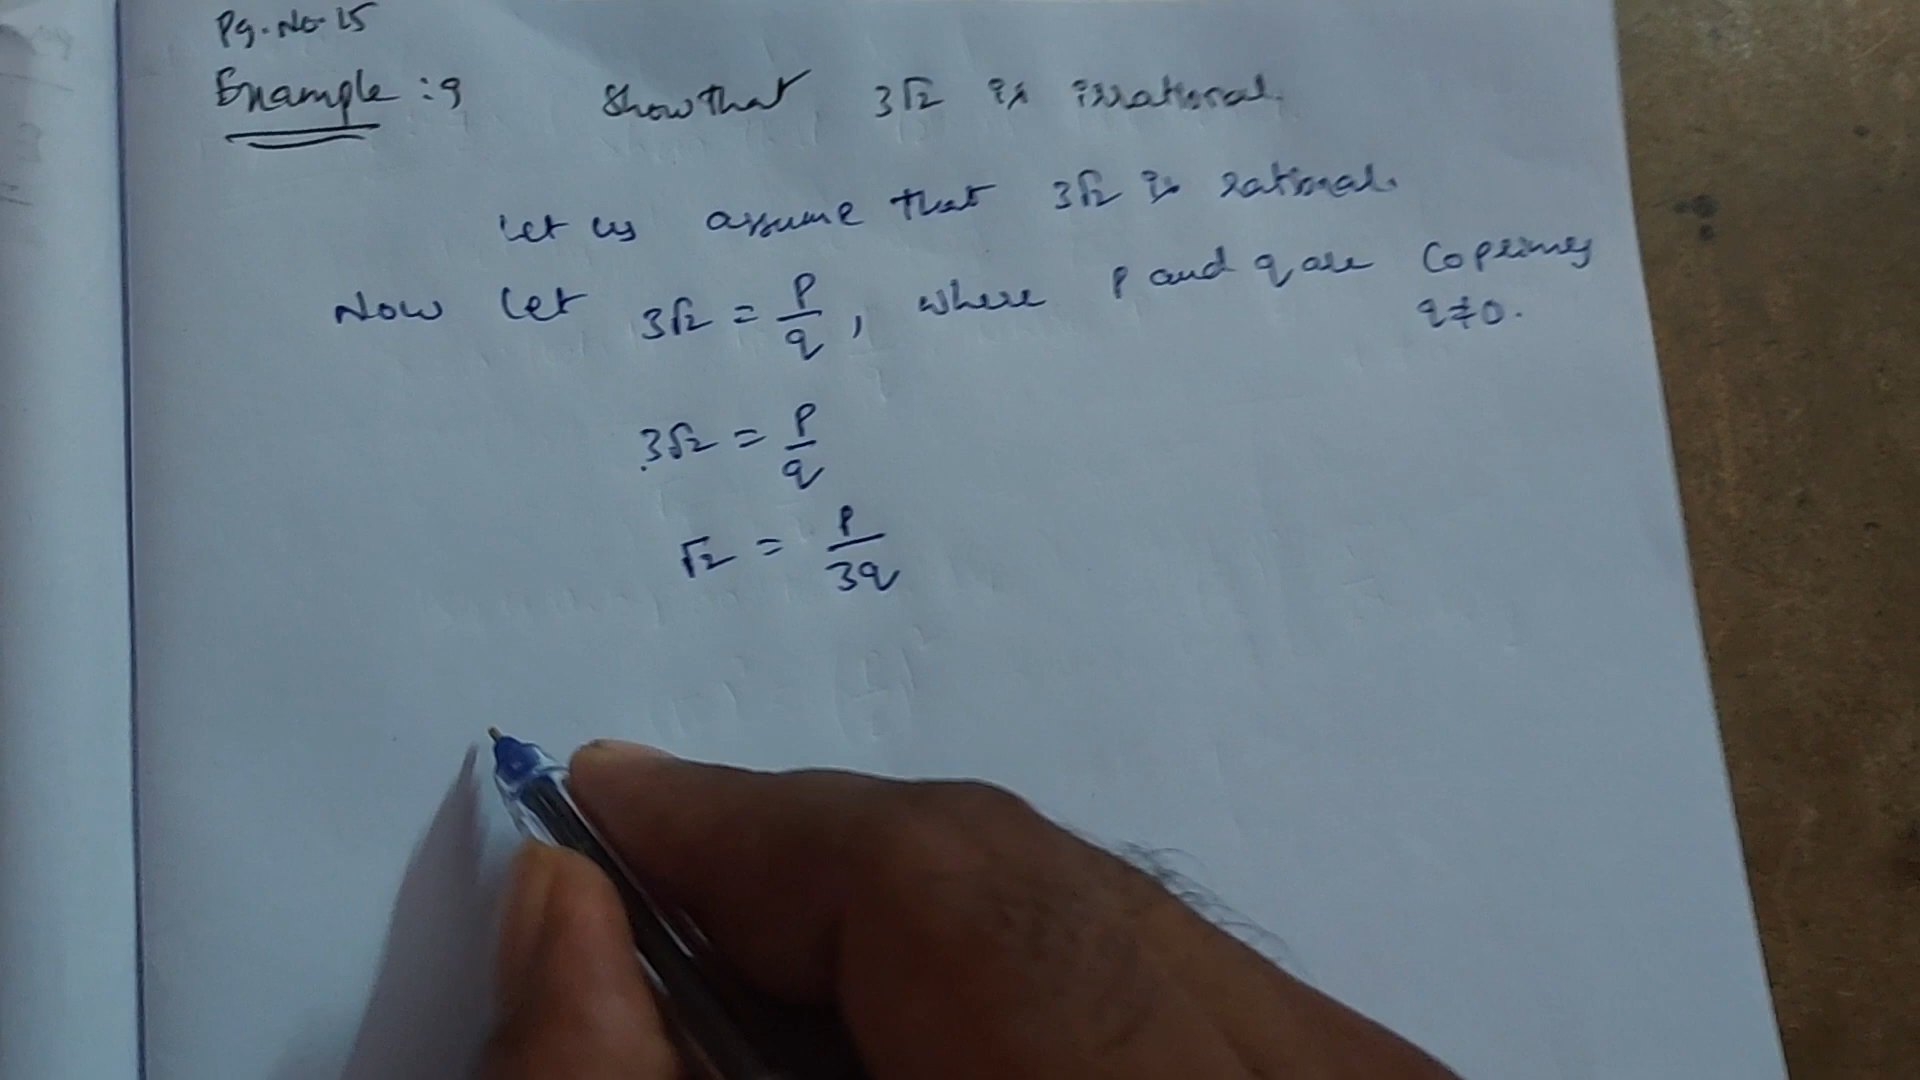 Pg. No. 15
Example : 9 Show that 3√2 is irrational.
Let us assume that 3√2 is rational.
Now let 3√2 = p/q, where p and q are coprimes
q≠0.
3√2 = p/q
√2 = p/3q